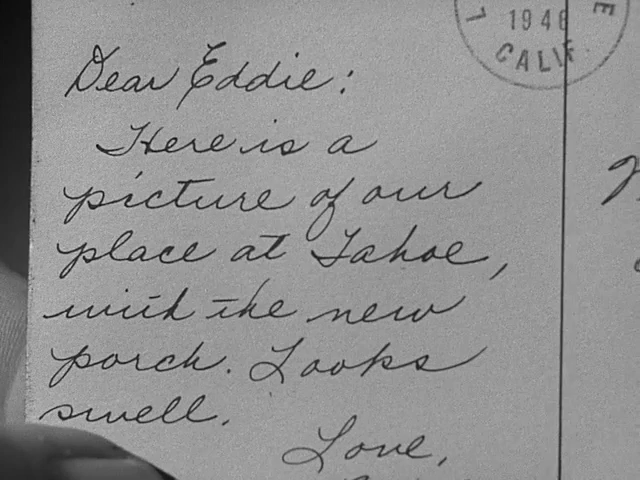 Dear Eddie:
Here is a
picture of our
place at Tahoe,
with the new
porch. Looks
swell.
Love,
1946
CALIF.